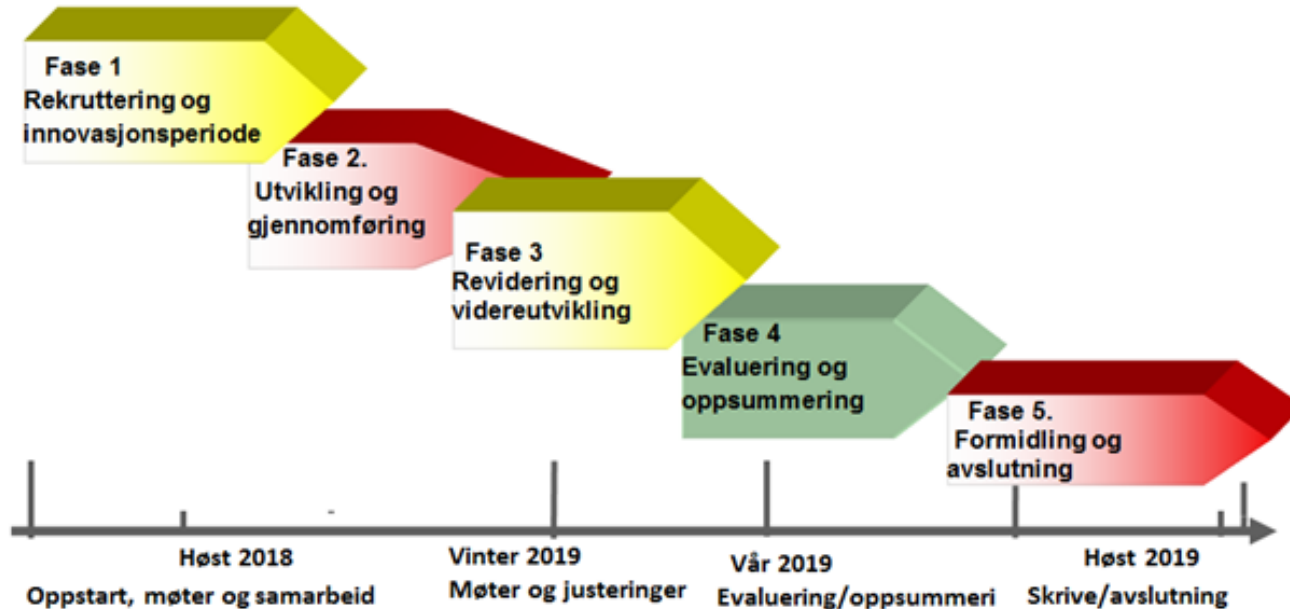 Fase 1
Rekruttering og
innovasjonsperiode
Fase 2.
Utvikling og
gjennomføring
Fase 3
Revidering og
videreutvikling
Fase 4
Evaluering og
oppsummering
Fase 5.
Formidling og
avslutning
Høst 2018
Oppstart, møter og samarbeid
Vinter 2019
Møter og justeringer
Vår 2019
Evaluering/oppsummeri
Høst 2019
Skrive/avslutning